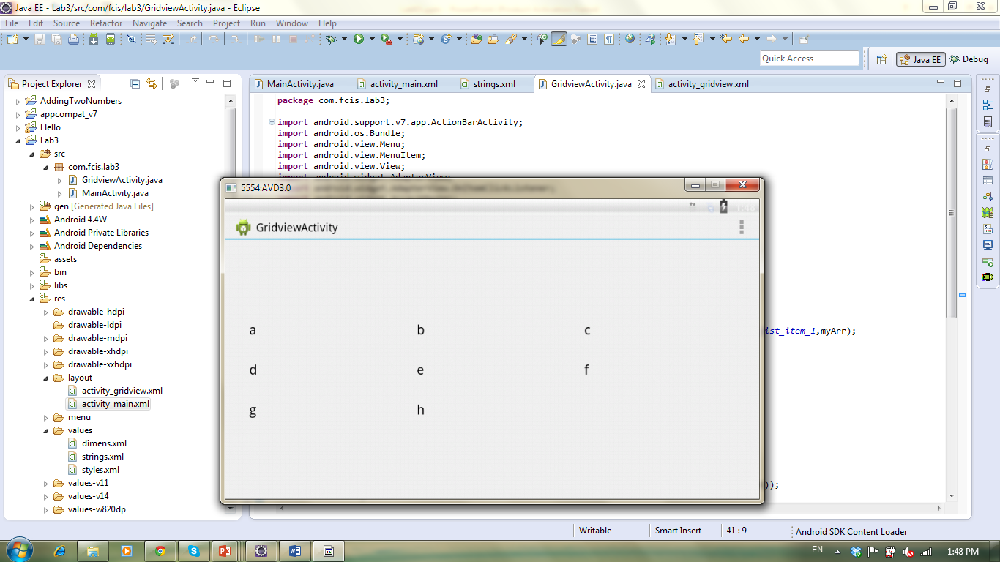 Java EE - Lab3/src/com/fcis/lab3/GridviewActivity.java - Eclipse
File Edit Source Refactor Navigate Search Project Run Window Help
Quick Access
Java EE
Debug
Project Explorer
AddingTwoNumbers
appcompat_v7
Hello
Lab3
src
com.fcis.lab3
GridviewActivity.java
MainActivity.java
gen [Generated Java Files]
Android 4.4W
Android Private Libraries
Android Dependencies
assets
bin
libs
res
drawable-hdpi
drawable-ldpi
drawable-mdpi
drawable-xhdpi
drawable-xxhdpi
layout
activity_gridview.xml
activity_main.xml
menu
values
dimens.xml
strings.xml
styles.xml
values-v11
values-v14
values-w820dp
MainActivity.java activity_main.xml strings.xml GridviewActivity.java activity_gridview.xml
package com.fcis.lab3;
import android.support.v7.app.ActionBarActivity;
import android.os.Bundle;
import android.view.Menu;
import android.view.MenuItem;
import android.view.View;
import android.widget.AdapterView;
ist_item_1,myArr);
));
5554:AVD3.0
1:48
GridviewActivity
a b c
d e f
g h
Writable Smart Insert 41 : 9 Android SDK Content Loader
EN 1:48 PM